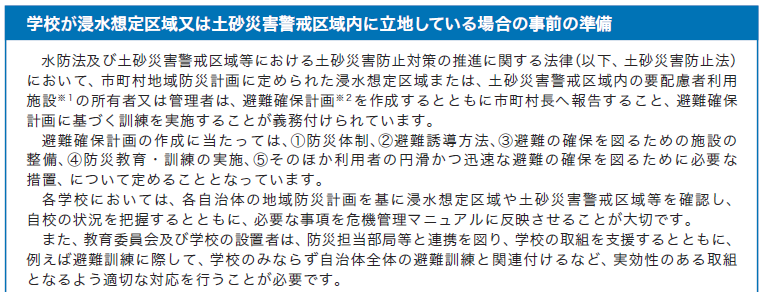 学校が浸水想定区域又は土砂災害警戒区域内に立地している場合の事前の準備
水防法及び土砂災害警戒区域等における土砂災害防止対策の推進に関する法律(以下、土砂災害防止法)
において、市町村地域防災計画に定められた浸水想定区域または、土砂災害警戒区域内の要配慮者利用
施設※1の所有者又は管理者は、避難確保計画※2を作成するとともに市町村長へ報告すること、避難確保
計画に基づく訓練を実施することが義務付けられています。
避難確保計画の作成に当たっては、①防災体制、②避難誘導方法、③避難の確保を図るための施設の
整備、④防災教育・訓練の実施、⑤そのほか利用者の円滑かつ迅速な避難の確保を図るために必要な
措置、について定めることとなっています。
各学校においては、各自治体の地域防災計画を基に浸水想定区域や土砂災害警戒区域等を確認し、
自校の状況を把握するとともに、必要な事項を危機管理マニュアルに反映させることが大切です。
また、教育委員会及び学校の設置者は、防災担当部局等と連携を図り、学校の取組を支援するとともに、
例えば避難訓練に際して、学校のみならず自治体全体の避難訓練と関連付けるなど、実効性のある取組
となるよう適切な対応を行うことが必要です。